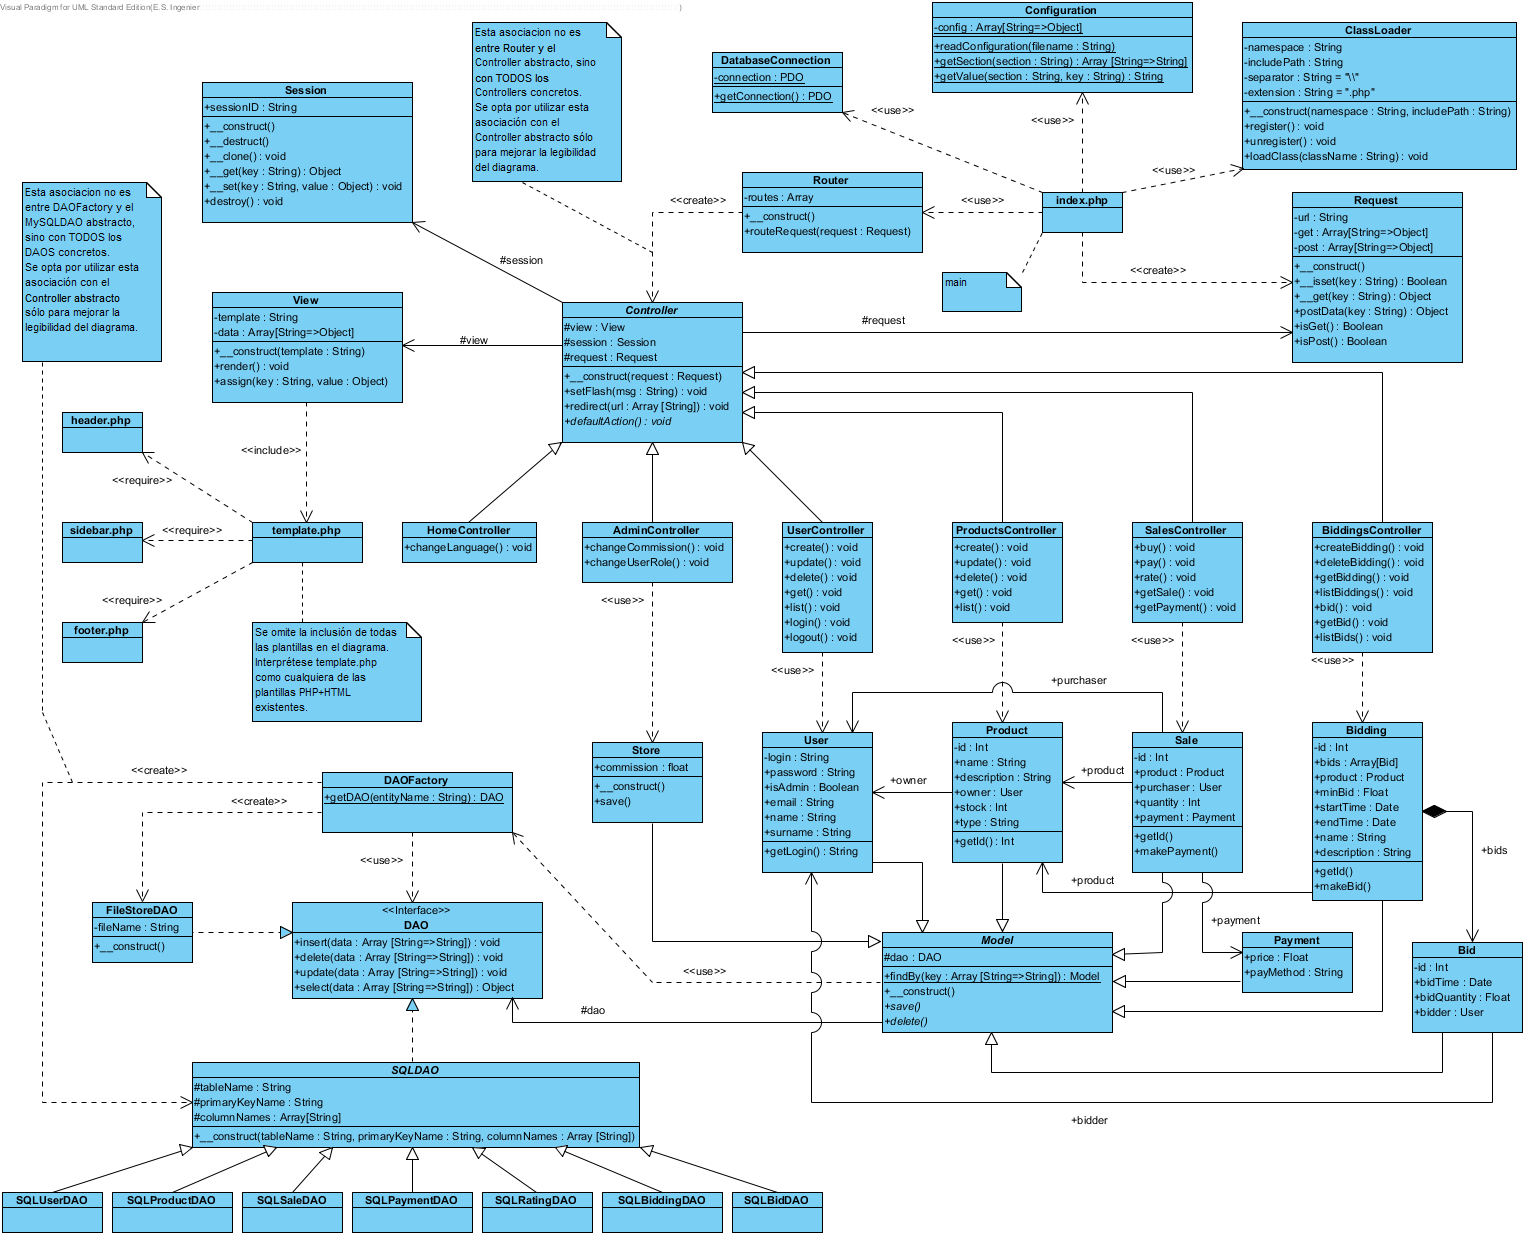 Visual Paradigm for UML Standard Edition(E.S. Ingenier
Configuration
-config : Array[String=>Object]
+readConfiguration(filename : String)
+getSection(section : String) : Array [String=>String]
+getValue(section : String, key : String) : String
ClassLoader
-namespace : String
-includePath : String
-separator : String = "\\"
-extension : String = ".php"
+__construct(namespace : String, includePath : String)
+register() : void
+unregister() : void
+loadClass(className : String) : void
DatabaseConnection
-connection : PDO
+getConnection() : PDO
Esta asociacion no es
entre Router y el
Controller abstracto, sino
con TODOS los
Controllers concretos.
Se opta por utilizar esta
asociación con el
Controller abstracto sólo
para mejorar la legibilidad
del diagrama.
Session
+sessionID : String
+__construct()
+__destruct()
+__clone() : void
+__get(key : String) : Object
+__set(key : String, value : Object) : void
+destroy() : void
<<use>>
<<use>>
<<use>>
Esta asociacion no es
entre DAOFactory y el
MySQLDAO abstracto,
sino con TODOS los
DAOS concretos.
Se opta por utilizar esta
asociación con el
Controller abstracto
sólo para mejorar la
legibilidad del diagrama.
Router
-routes : Array
+__construct()
+routeRequest(request : Request)
<<create>>
<<use>>
index.php
main
Request
-url : String
-get : Array[String=>Object]
-post : Array[String=>Object]
+__construct()
+__isset(key : String) : Boolean
+__get(key : String) : Object
+postData(key : String) : Object
+isGet() : Boolean
+isPost() : Boolean
<<create>>
#session
#request
#view
View
-template : String
-data : Array[String=>Object]
+__construct(template : String)
+render() : void
+assign(key : String, value : Object)
Controller
#view : View
#session : Session
#request : Request
+__construct(request : Request)
+setFlash(msg : String) : void
+redirect(url : Array [String]) : void
+defaultAction() : void
header.php
<<include>>
<<require>>
sidebar.php
<<require>>
template.php
<<require>>
footer.php
Se omite la inclusión de todas
las plantillas en el diagrama.
Interprétese template.php
como cualquiera de las
plantillas PHP+HTML
existentes.
HomeController
+changeLanguage() : void
AdminController
+changeCommission() : void
+changeUserRole() : void
UserController
+create() : void
+update() : void
+delete() : void
+get() : void
+list() : void
+login() : void
+logout() : void
ProductsController
+create() : void
+update() : void
+delete() : void
+get() : void
+list() : void
SalesController
+buy() : void
+pay() : void
+rate() : void
+getSale() : void
+getPayment() : void
BiddingsController
+createBidding() : void
+deleteBidding() : void
+getBidding() : void
+listBiddings() : void
+bid() : void
+getBid() : void
+listBids() : void
<<use>>
<<use>>
<<use>>
<<use>>
<<use>>
+purchaser
Store
+commission : float
+__construct()
+save()
User
-login : String
+password : String
+isAdmin : Boolean
+email : String
+name : String
+surname : String
+getLogin() : String
+owner
Product
-id : Int
+name : String
+description : String
+owner : User
+stock : Int
+type : String
+getId() : Int
+product
Sale
-id : Int
+product : Product
+purchaser : User
+quantity : Int
+payment : Payment
+getId()
+makePayment()
Bidding
-id : Int
+bids : Array[Bid]
+product : Product
+minBid : Float
+startTime : Date
+endTime : Date
+name : String
+description : String
+getId()
+makeBid()
+bids
+product
+payment
<<create>>
<<create>>
DAOFactory
+getDAO(entityName : String) : DAO
<<use>>
FileStoreDAO
-fileName : String
+__construct()
<<Interface>>
DAO
+insert(data : Array [String=>String]) : void
+delete(data : Array [String=>String]) : void
+update(data : Array [String=>String]) : void
+select(data : Array [String=>String]) : Object
<<use>>
#dao
Model
#dao : DAO
+findBy(key : Array [String=>String]) : Model
+__construct()
+save()
+delete()
Payment
+price : Float
+payMethod : String
Bid
-id : Int
+bidTime : Date
+bidQuantity : Float
+bidder : User
+bidder
SQLDAO
#tableName : String
#primaryKeyName : String
#columnNames : Array[String]
+__construct(tableName : String, primaryKeyName : String, columnNames : Array [String])
SQLUserDAO
SQLProductDAO
SQLSaleDAO
SQLPaymentDAO
SQLRatingDAO
SQLBiddingDAO
SQLBidDAO